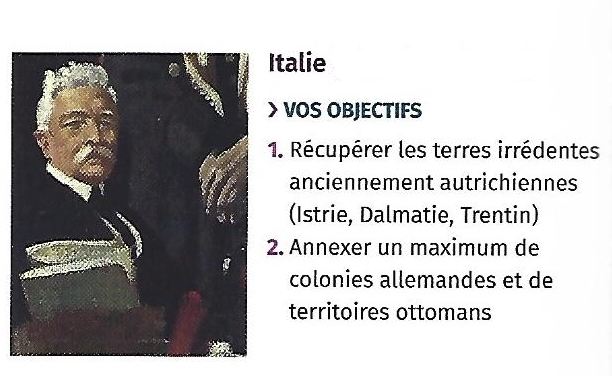 Italie
> VOS OBJECTIFS
1. Récupérer les terres irrédentes
anciennement autrichiennes
(Istrie, Dalmatie, Trentin)
2. Annexer un maximum de
colonies allemandes et de
territoires ottomans